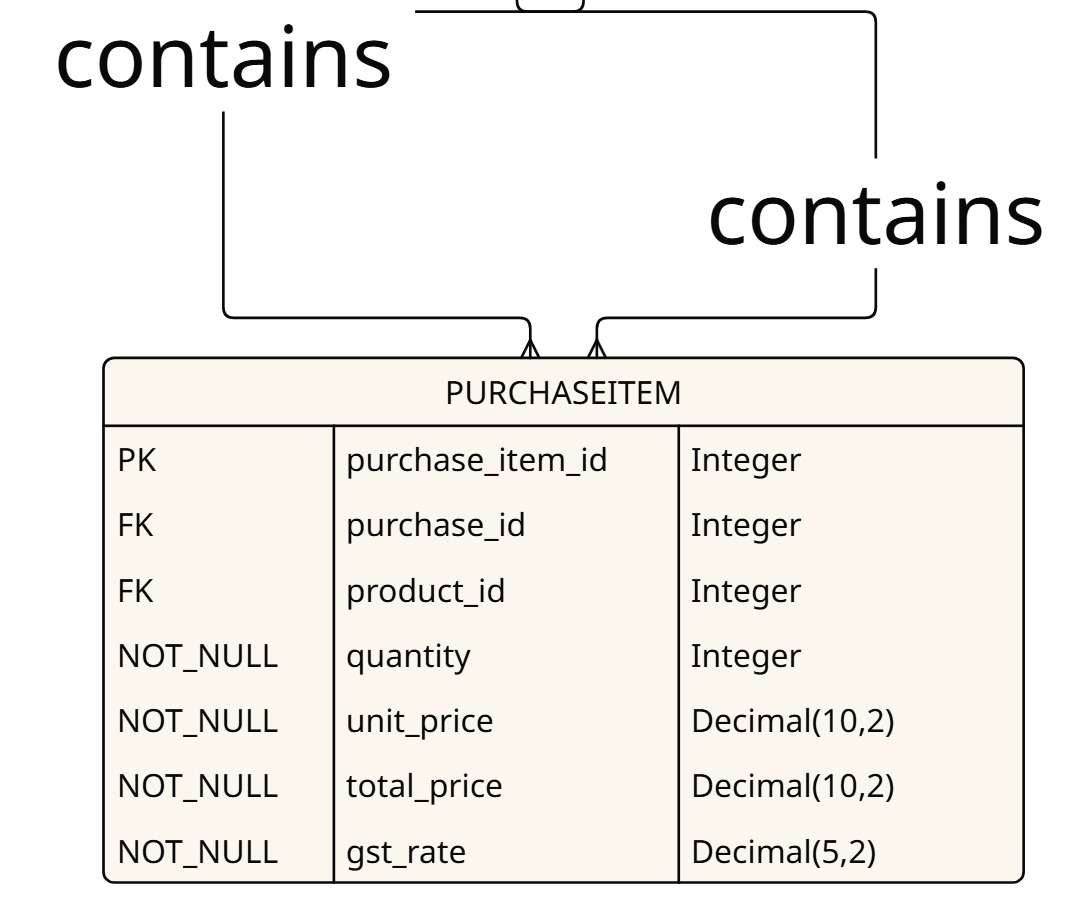 contains
contains
PURCHASEITEM
PK purchase_item_id Integer
FK purchase_id Integer
FK product_id Integer
NOT_NULL quantity Integer
NOT_NULL unit_price Decimal(10,2)
NOT_NULL total_price Decimal(10,2)
NOT_NULL gst_rate Decimal(5,2)